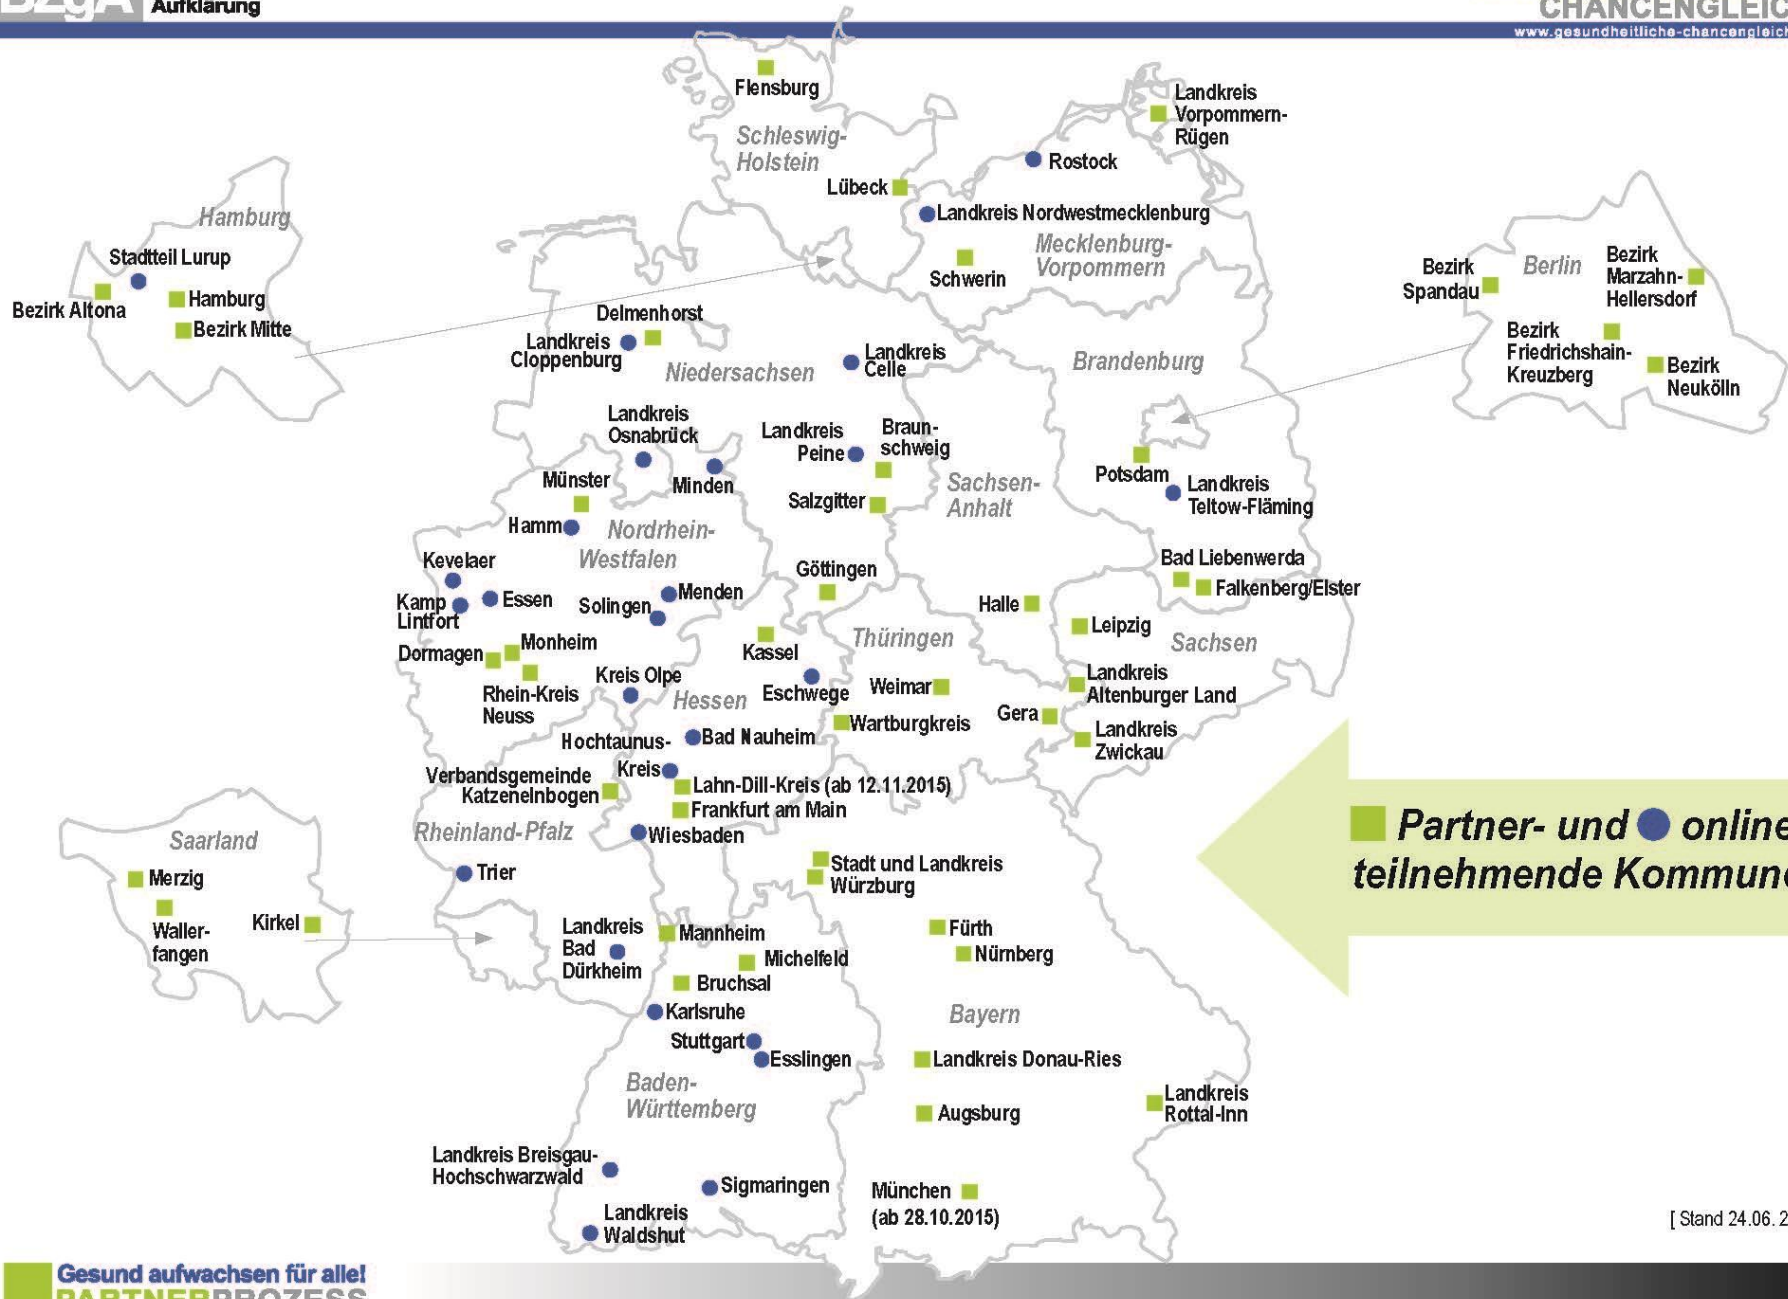 BZgA Aufklärung
CHANCENGLEIC
www.gesundheitliche-chancengleich
Flensburg
Schleswig-
Holstein
Lübeck
Landkreis
Vorpommern-
Rügen
Rostock
Landkreis Nordwestmecklenburg
Mecklenburg-
Vorpommern
Schwerin
Hamburg
Stadtteil Lurup
Bezirk Altona
Hamburg
Bezirk Mitte
Berlin
Bezirk
Spandau
Bezirk
Marzahn-
Hellersdorf
Bezirk
Friedrichshain-
Kreuzberg
Bezirk
Neukölln
Delmenhorst
Landkreis
Cloppenburg
Niedersachsen
Landkreis
Celle
Brandenburg
Landkreis
Osnabrück
Landkreis
Peine
Braun-
schweig
Münster
Minden
Salzgitter
Sachsen-
Anhalt
Potsdam
Landkreis
Teltow-Fläming
Hamm
Nordrhein-
Westfalen
Kevelaer
Kamp
Lintfort
Essen
Solingen
Menden
Göttingen
Bad Liebenwerda
Falkenberg/Elster
Halle
Leipzig
Sachsen
Dormagen
Monheim
Rhein-Kreis
Neuss
Kreis Olpe
Kassel
Thüringen
Hessen
Eschwege
Weimar
Wartburgkreis
Gera
Landkreis
Altenburger Land
Landkreis
Zwickau
Hochtaunus-
Kreis
Bad Nauheim
Verbandsgemeinde
Katzenelnbogen
Lahn-Dill-Kreis (ab 12.11.2015)
Frankfurt am Main
Rheinland-Pfalz
Wiesbaden
Trier
Saarland
Merzig
Waller-
fangen
Kirkel
Stadt und Landkreis
Würzburg
Landkreis
Bad
Dürkheim
Mannheim
Michelfeld
Bruchsal
Fürth
Nürnberg
Karlsruhe
Stuttgart
Esslingen
Bayern
Baden-
Württemberg
Landkreis Donau-Ries
Augsburg
Landkreis
Rottal-Inn
Landkreis Breisgau-
Hochschwarzwald
Sigmaringen
Landkreis
Waldshut
München
(ab 28.10.2015)
Partner- und online
teilnehmende Kommune
[ Stand 24.06. 2
Gesund aufwachsen für alle!
PARTNERPROZESS